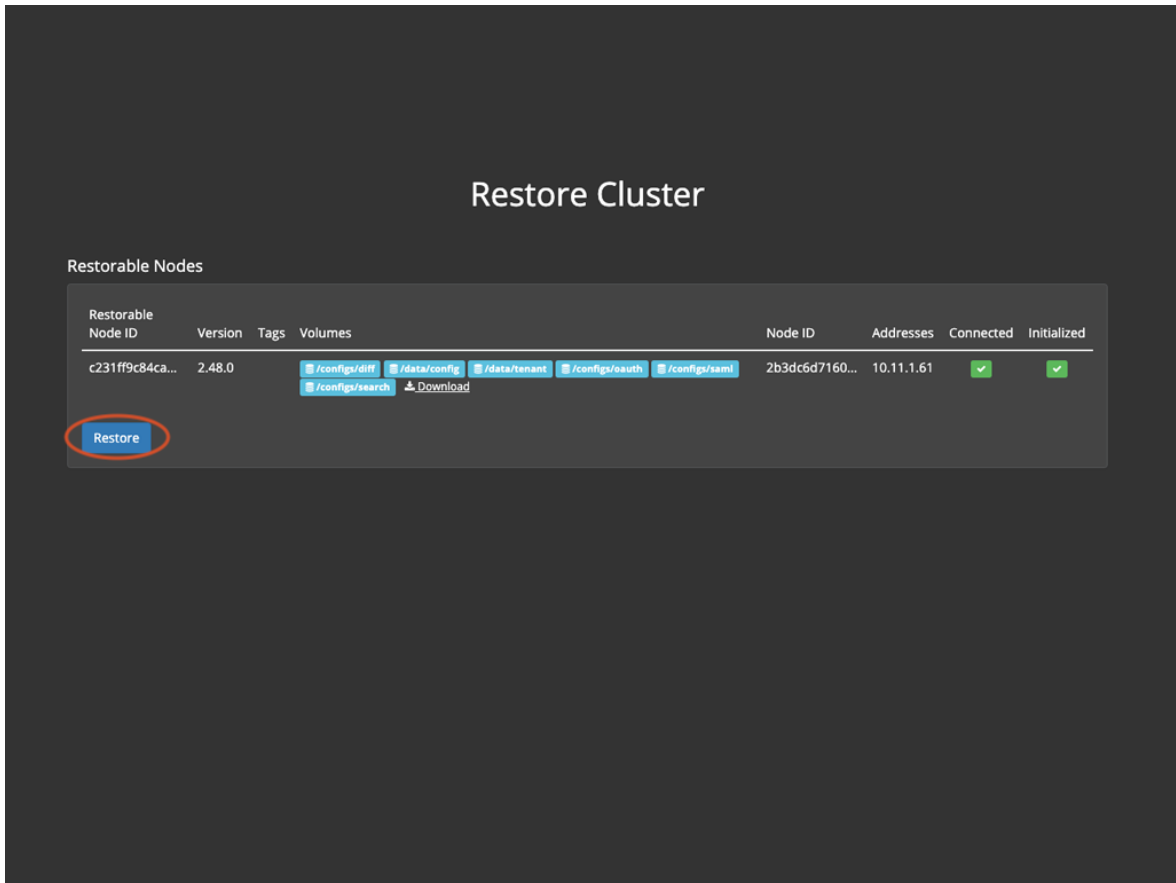 Restore Cluster
Restorable Nodes
Restorable
Node ID Version Tags Volumes Node ID Addresses Connected Initialized
c231ff9c84ca... 2.48.0 /configs/diff /data/config /data/tenant /configs/oauth /configs/saml 2b3dc6d7160... 10.11.1.61
/configs/search Download
Restore